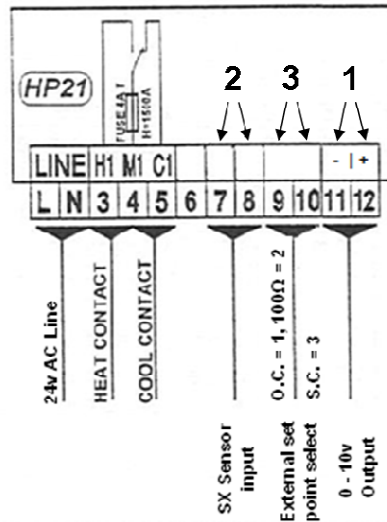 HP21
FUSE 4A T
H=1500A
2 3 1
LINE H1 M1 C1 - | +
L N 3 4 5 6 7 8 9 10 11 12
24v AC Line
HEAT CONTACT
COOL CONTACT
SX Sensor
input
O.C. = 1, 100Ω = 2
S.C. = 3
External set
point select
0 - 10v
Output